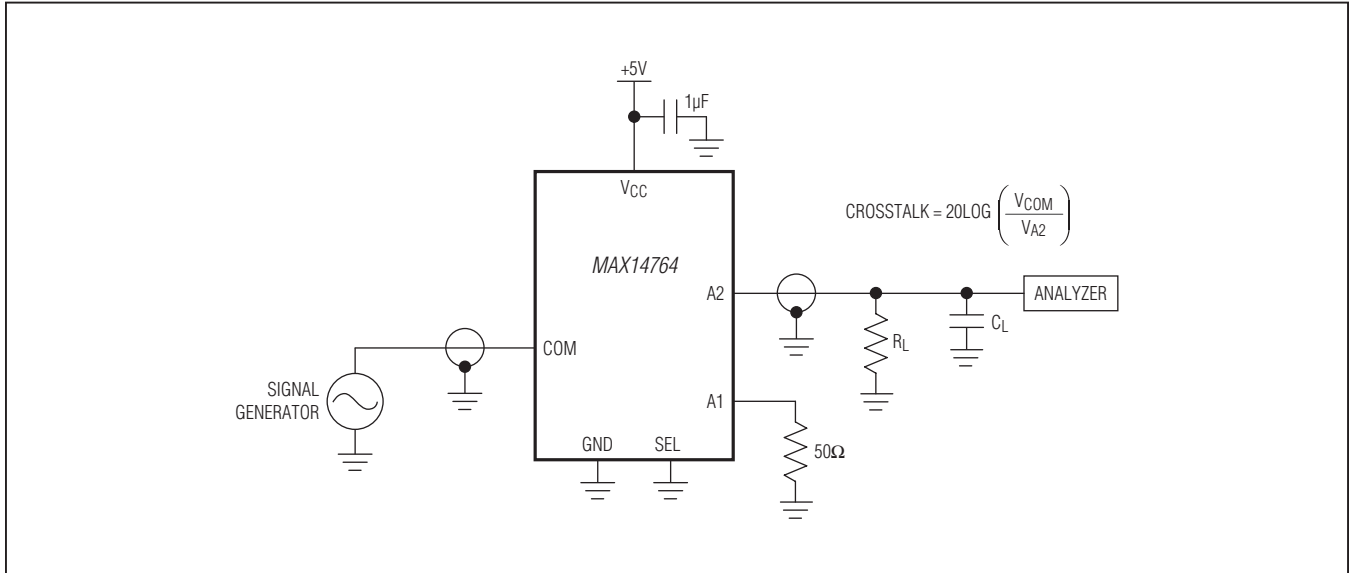 +5V
1µF
VCC
CROSSTALK = 20LOG ( VCOM / VA2 )
MAX14764
A2
ANALYZER
RL
CL
COM
SIGNAL
GENERATOR
A1
GND
SEL
50Ω